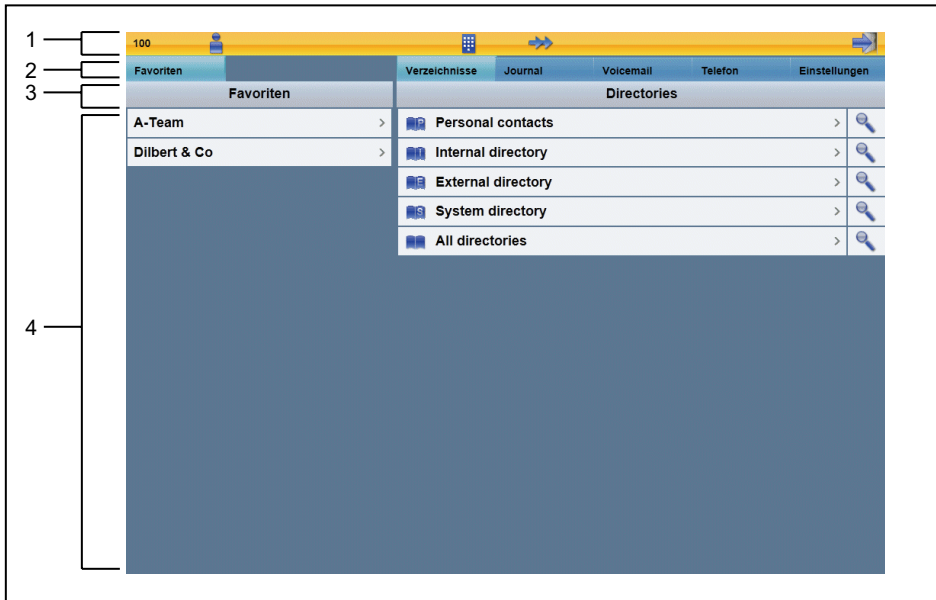 1
100
2
Favoriten Verzeichnisse Journal Voicemail Telefon Einstellungen
3
Favoriten Directories
A-Team > P Personal contacts >
Dilbert & Co > I Internal directory >
E External directory >
S System directory >
All directories >
4